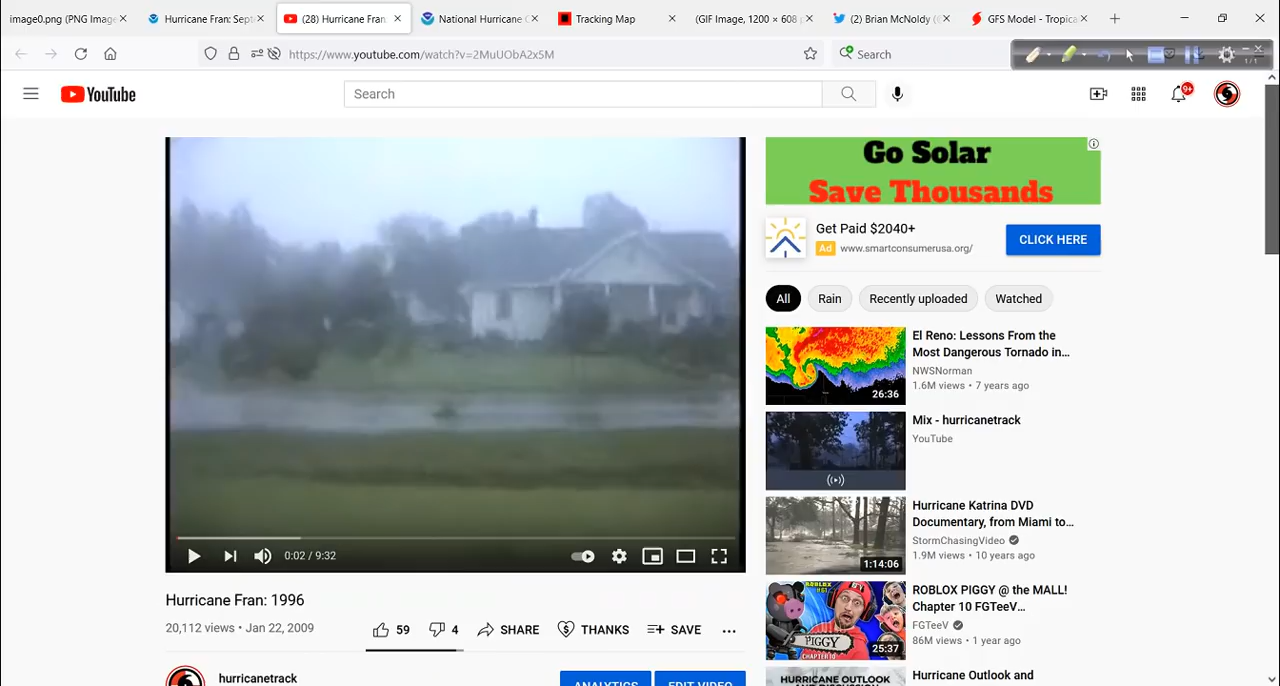 image0.png (PNG Image
Hurricane Fran: Sept
(28) Hurricane Fran:
National Hurricane C
Tracking Map
(GIF Image, 1200 × 608 p
(2) Brian McNoldy (@
GFS Model - Tropica
https://www.youtube.com/watch?v=2MuUObA2x5M
Search
1/1
YouTube
Search
9+
Go Solar
Save Thousands
Get Paid $2040+
Ad www.smartconsumerusa.org/
CLICK HERE
All
Rain
Recently uploaded
Watched
El Reno: Lessons From the
Most Dangerous Tornado in...
NWSNorman
1.6M views • 7 years ago
26:36
Mix - hurricanetrack
YouTube
Hurricane Katrina DVD
Documentary, from Miami to...
StormChasingVideo
1.9M views • 10 years ago
1:14:06
ROBLOX PIGGY @ the MALL!
Chapter 10 FGTeeV...
FGTeeV
86M views • 1 year ago
PIGGY
CHAPTER 10
25:37
Hurricane Outlook and
HURRICANE OUTLOOK
0:02 / 9:32
Hurricane Fran: 1996
20,112 views • Jan 22, 2009
59
4
SHARE
THANKS
SAVE
hurricanetrack
ANALYTICS
EDIT VIDEO